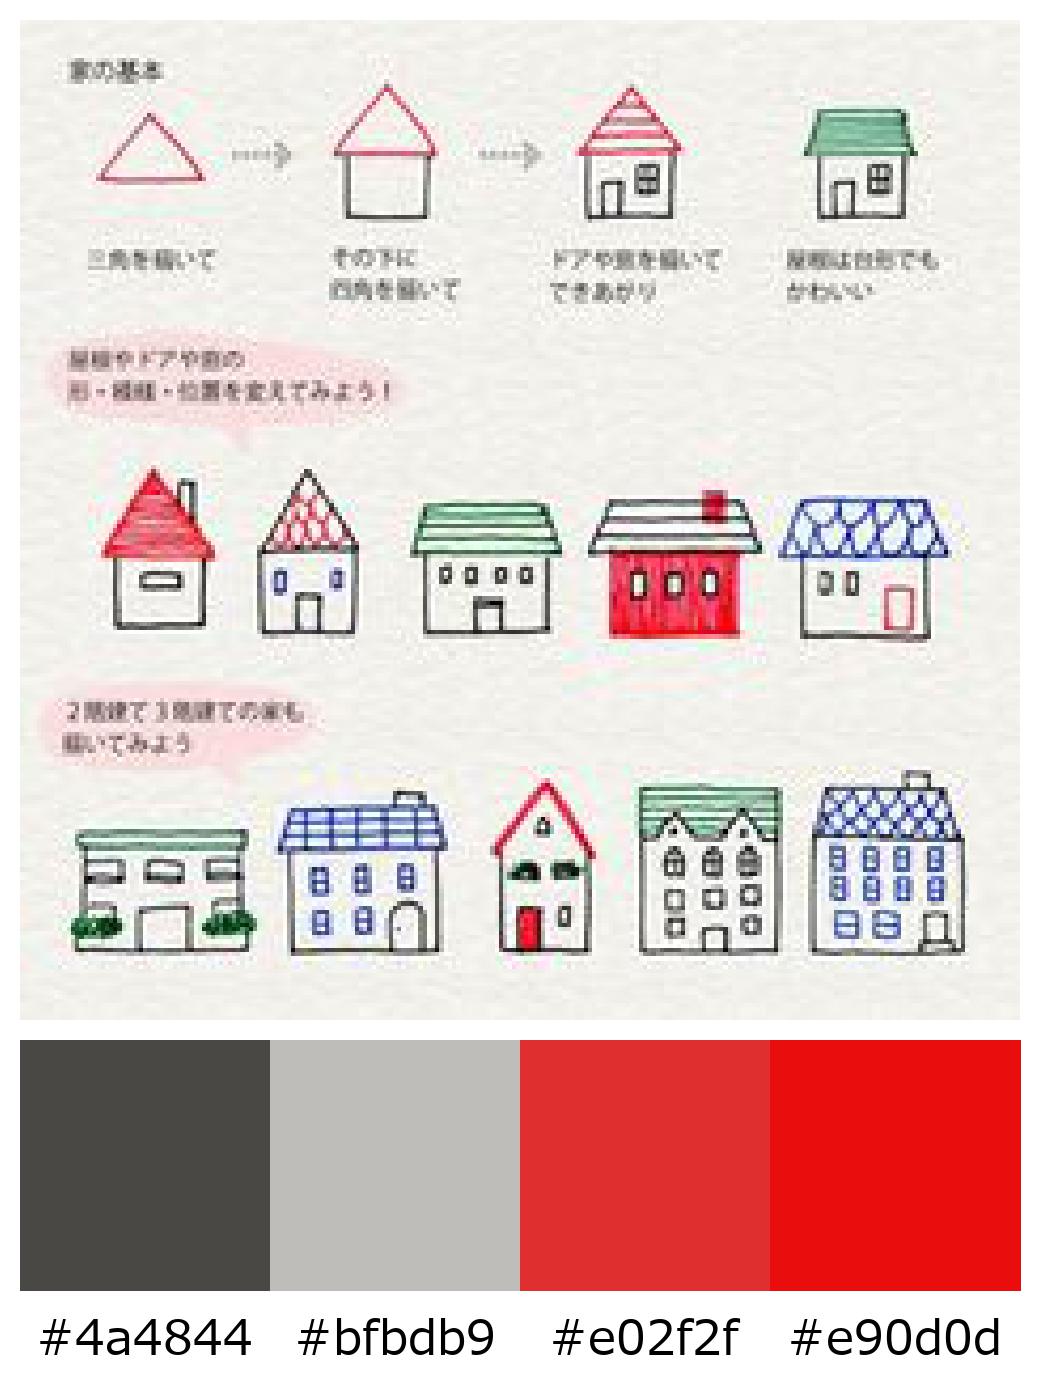 家の基本
三角を描いて
その下に
四角を描いて
ドアや窓を描いて
できあがり
屋根は台形でも
かわいい
屋根やドアや窓の
形・模様・位置を変えてみよう！
2階建て3階建ての家も
描いてみよう
#4a4844
#bfbdb9
#e02f2f
#e90d0d